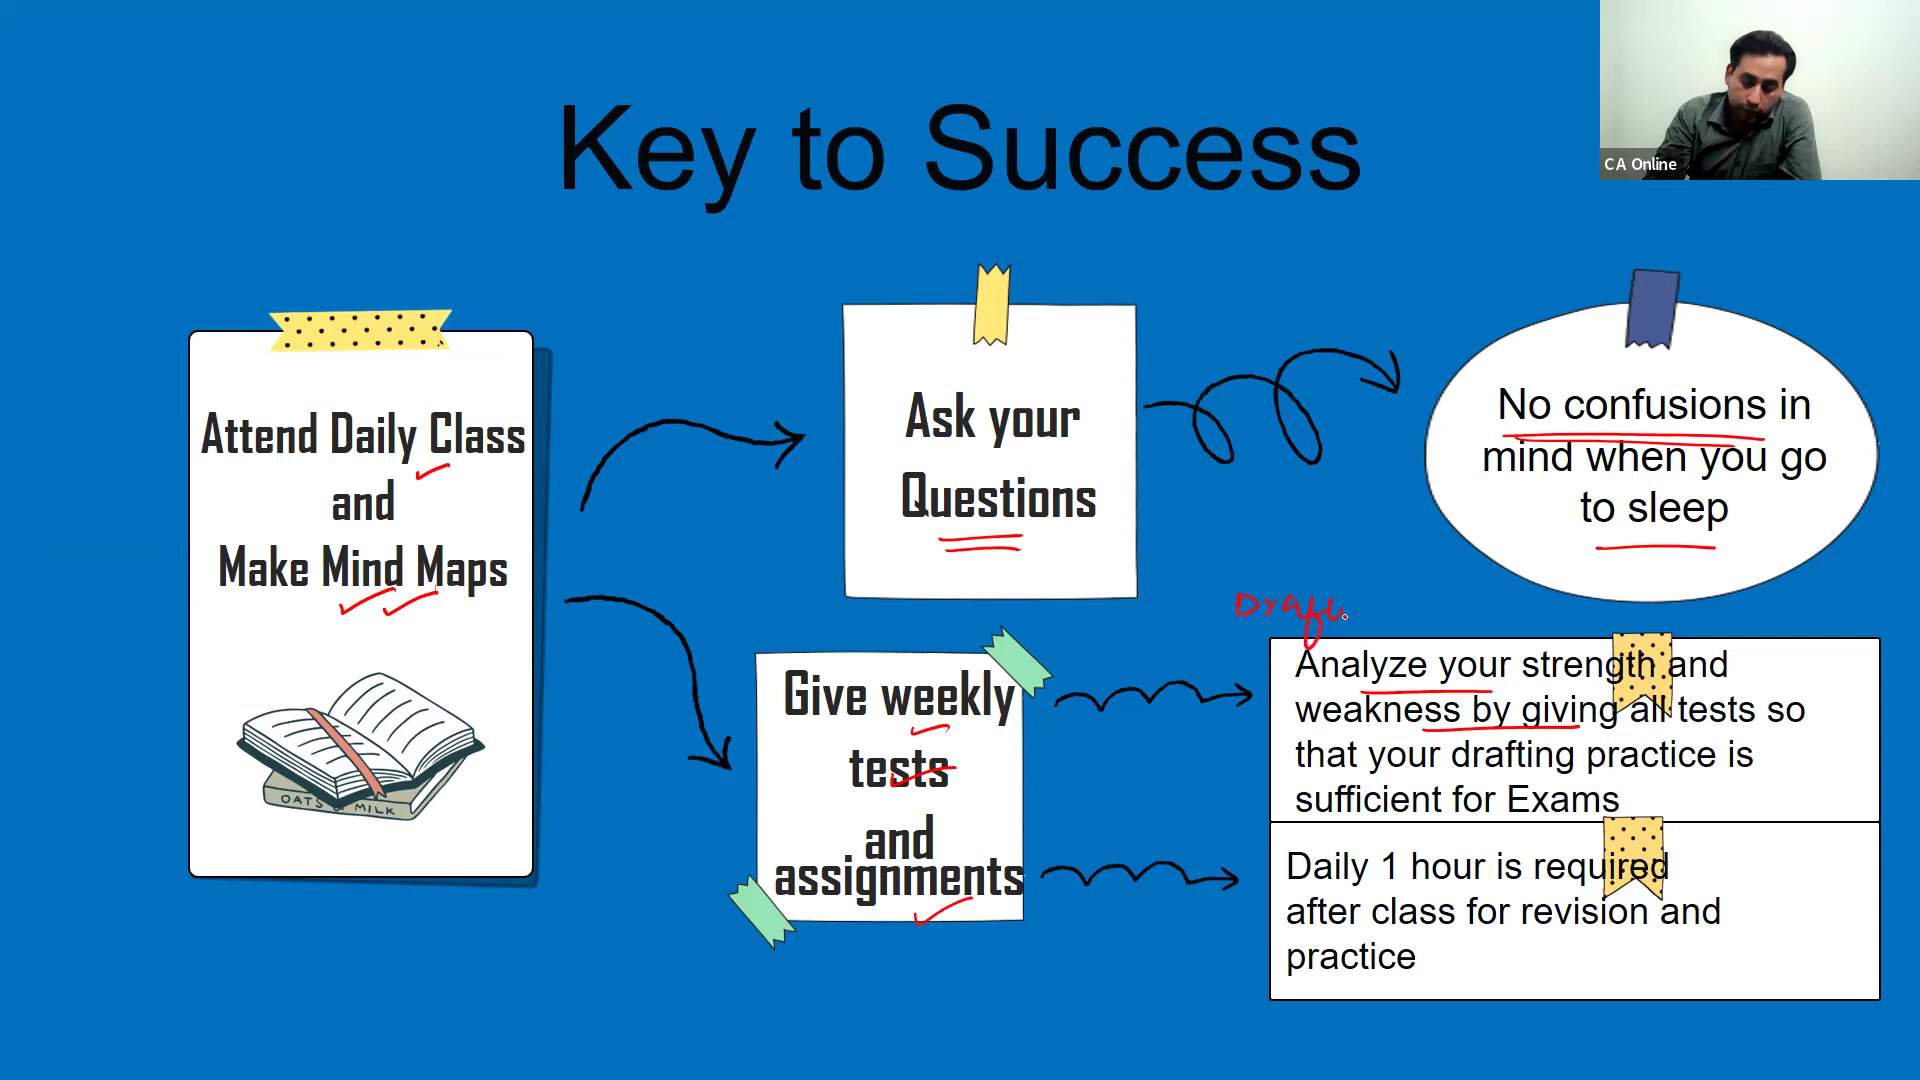 Key to Success
C A Online
Attend Daily Class
and
Make Mind Maps
OATS & MILK
Ask your
Questions
No confusions in
mind when you go
to sleep
Give weekly
tests
and
assignments
Analyze your strength and
weakness by giving all tests so
that your drafting practice is
sufficient for Exams
Daily 1 hour is required
after class for revision and
practice